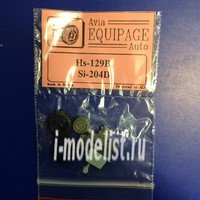 Avia
EQUIPAGE
Auto
Hs-129B
Si-204D
i-modelist.ru